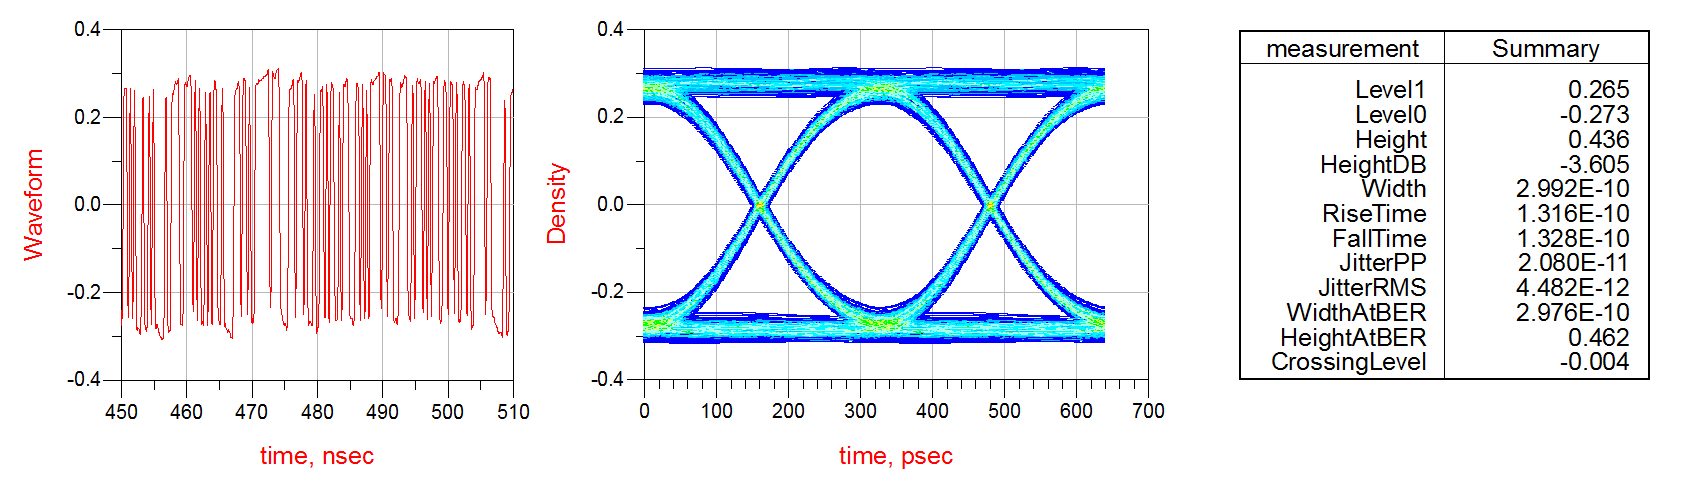 0.4
0.2
0.0
-0.2
-0.4
Waveform
450 460 470 480 490 500 510
time, nsec
0.4
0.2
0.0
-0.2
-0.4
Density
0 100 200 300 400 500 600 700
time, psec
measurement Summary
Level1 0.265
Level0 -0.273
Height 0.436
HeightDB -3.605
Width 2.992E-10
RiseTime 1.316E-10
FallTime 1.328E-10
JitterPP 2.080E-11
JitterRMS 4.482E-12
WidthAtBER 2.976E-10
HeightAtBER 0.462
CrossingLevel -0.004